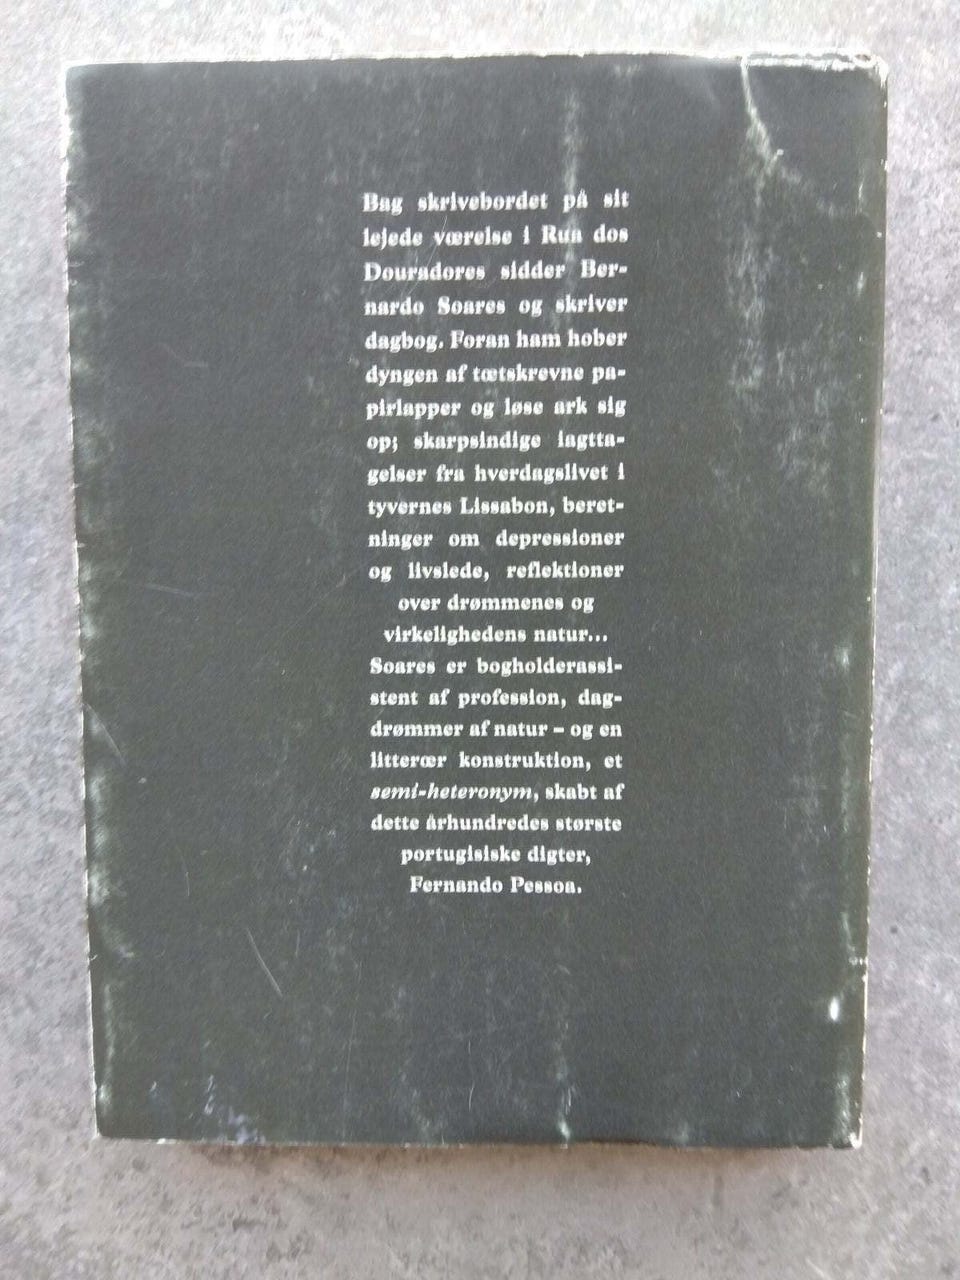 Bag skrivebordet på sit
lejede værelse i Rua dos
Douradores sidder Ber-
nardo Soares og skriver
dagbog. Foran ham hober
dyngen af tætskrevne pa-
pirlapper og løse ark sig
op; skarpsindige iagtta-
gelser fra hverdagslivet i
tyvernes Lissabon, beret-
ninger om depressioner
og livslede, reflektioner
over drømmenes og
virkelighedens natur...
Soares er bogholderassi-
stent af profession, dag-
drømmer af natur – og en
litterær konstruktion, et
semi-heteronym, skabt af
dette århundredes største
portugisiske digter,
Fernando Pessoa.